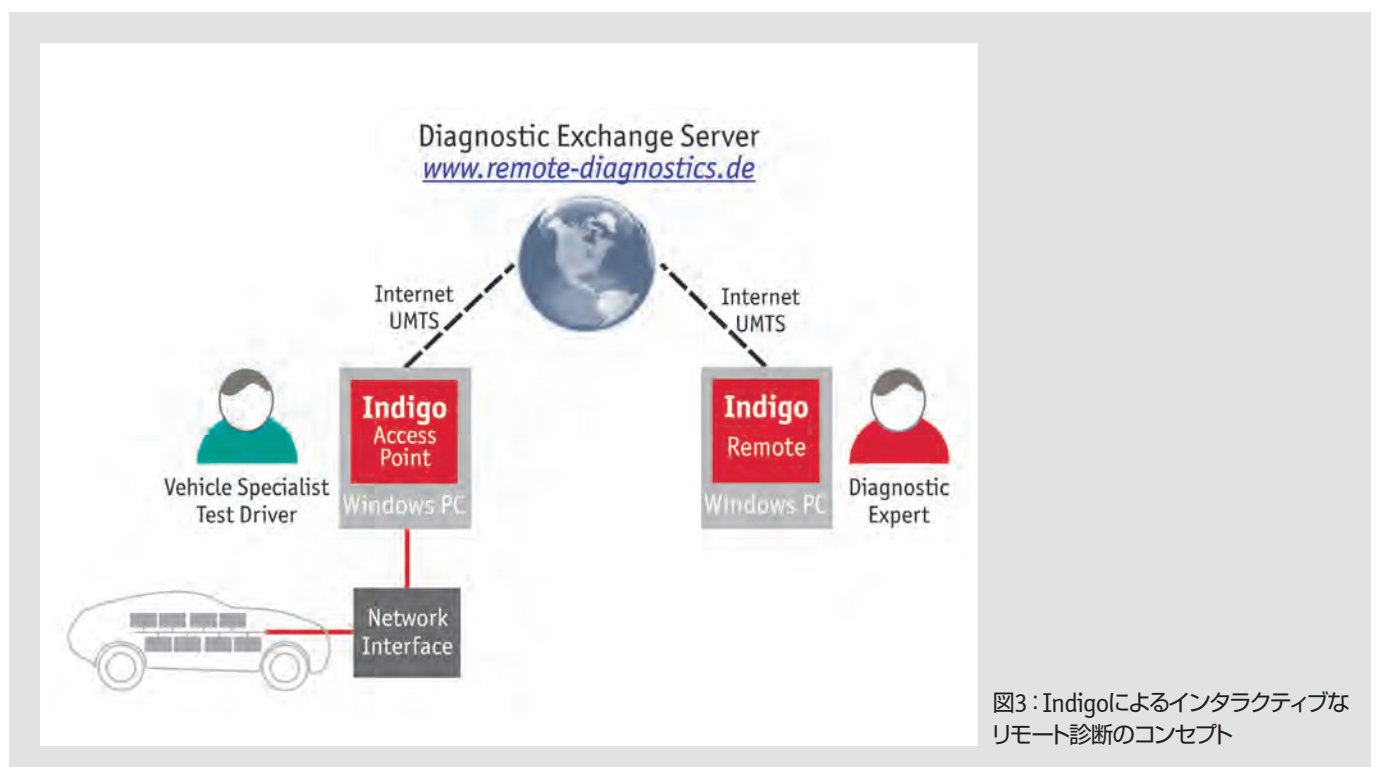 Diagnostic Exchange Server
www.remote-diagnostics.de
Internet
UMTS
Internet
UMTS
Indigo
Access
Point
Windows PC
Indigo
Remote
Windows PC
Vehicle Specialist
Test Driver
Diagnostic
Expert
Network
Interface
図3：Indigoによるインタラクティブな
リモート診断のコンセプト